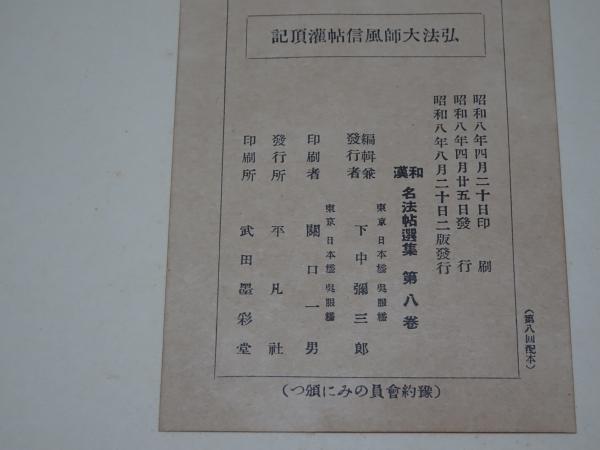 弘法大師風信帖灌頂記
昭和八年四月二十日印刷
昭和八年四月廿五日發行
昭和八年八月二十日二版發行
和漢名法帖選集 第八卷
東京日本橋吳服橋
編輯兼發行者 下中彌三郎
東京日本橋吳服橋
印刷者 關口一男
發行所 平凡社
印刷所 武田墨彩堂
(第八回配本)
(豫約會員のみに頒つ)